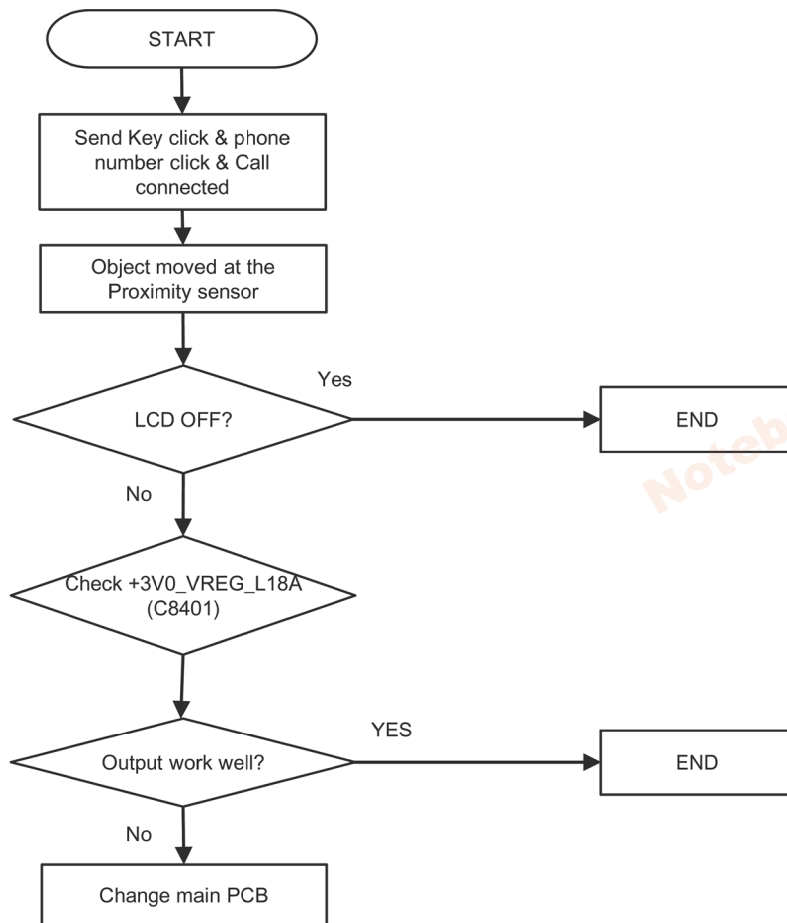 START
Send Key click & phone
number click & Call
connected
Object moved at the
Proximity sensor
Yes
LCD OFF?
END
No
Check +3V0_VREG_L18A
(C8401)
YES
Output work well?
END
No
Change main PCB